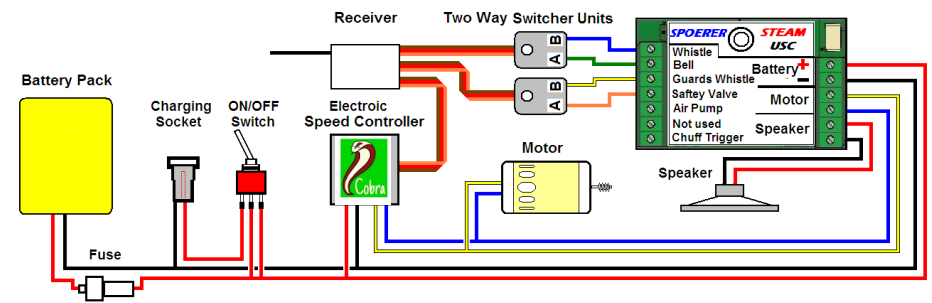 Receiver
Two Way Switcher Units
SPOERER STEAM
USC
Battery Pack
Charging
Socket
ON/OFF
Switch
Electroic
Speed Controller
B
A
B
A
Whistle
Bell
Guards Whistle
Saftey Valve
Air Pump
Not used
Chuff Trigger
Battery +
-
Motor
Speaker
Cobra
Motor
Speaker
Fuse